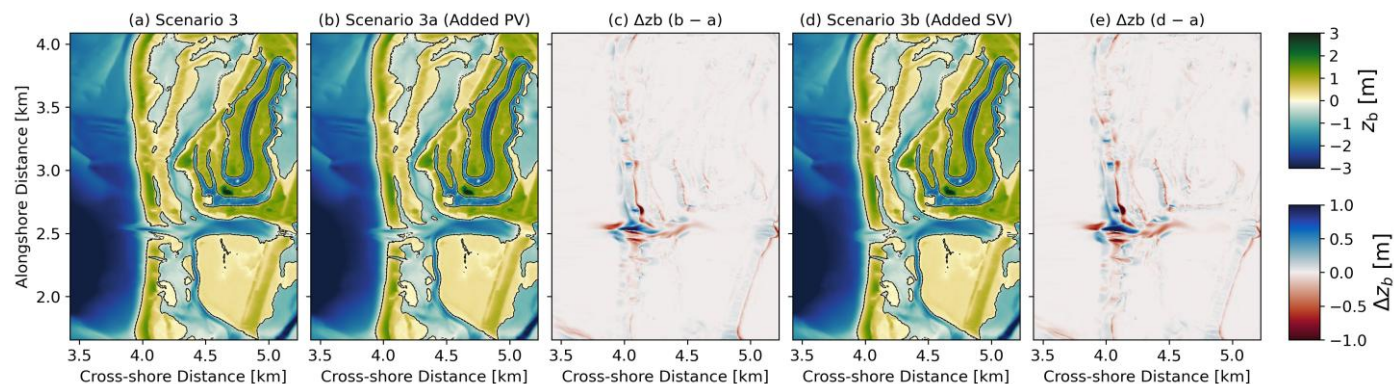 (a) Scenario 3
(b) Scenario 3a (Added PV)
(c) Δzb (b − a)
(d) Scenario 3b (Added SV)
(e) Δzb (d − a)
Alongshore Distance [km]
4.0
3.5
3.0
2.5
2.0
3.5 4.0 4.5 5.0
3.5 4.0 4.5 5.0
3.5 4.0 4.5 5.0
3.5 4.0 4.5 5.0
3.5 4.0 4.5 5.0
Cross-shore Distance [km]
Cross-shore Distance [km]
Cross-shore Distance [km]
Cross-shore Distance [km]
Cross-shore Distance [km]
3
2
1
0
−1
−2
−3
z_b [m]
1.0
0.5
0.0
−0.5
−1.0
Δz_b [m]